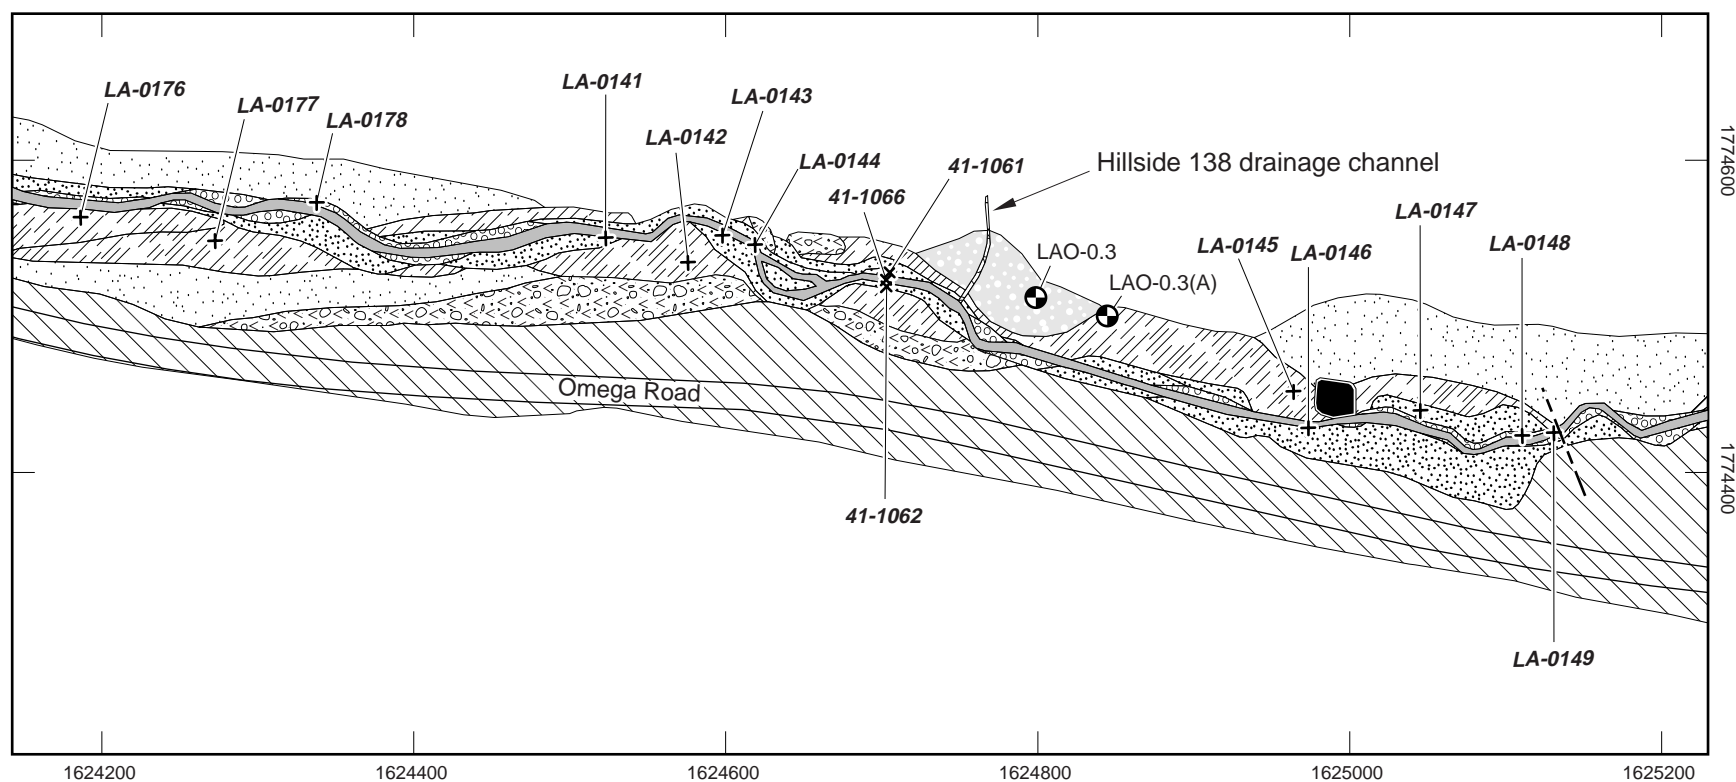 LA-0176
LA-0177
LA-0178
LA-0141
LA-0142
LA-0143
LA-0144
41-1066
41-1061
Hillside 138 drainage channel
LAO-0.3
LAO-0.3(A)
LA-0145
LA-0146
LA-0147
LA-0148
1774600
Omega Road
41-1062
1774400
LA-0149
1624200
1624400
1624600
1624800
1625000
1625200